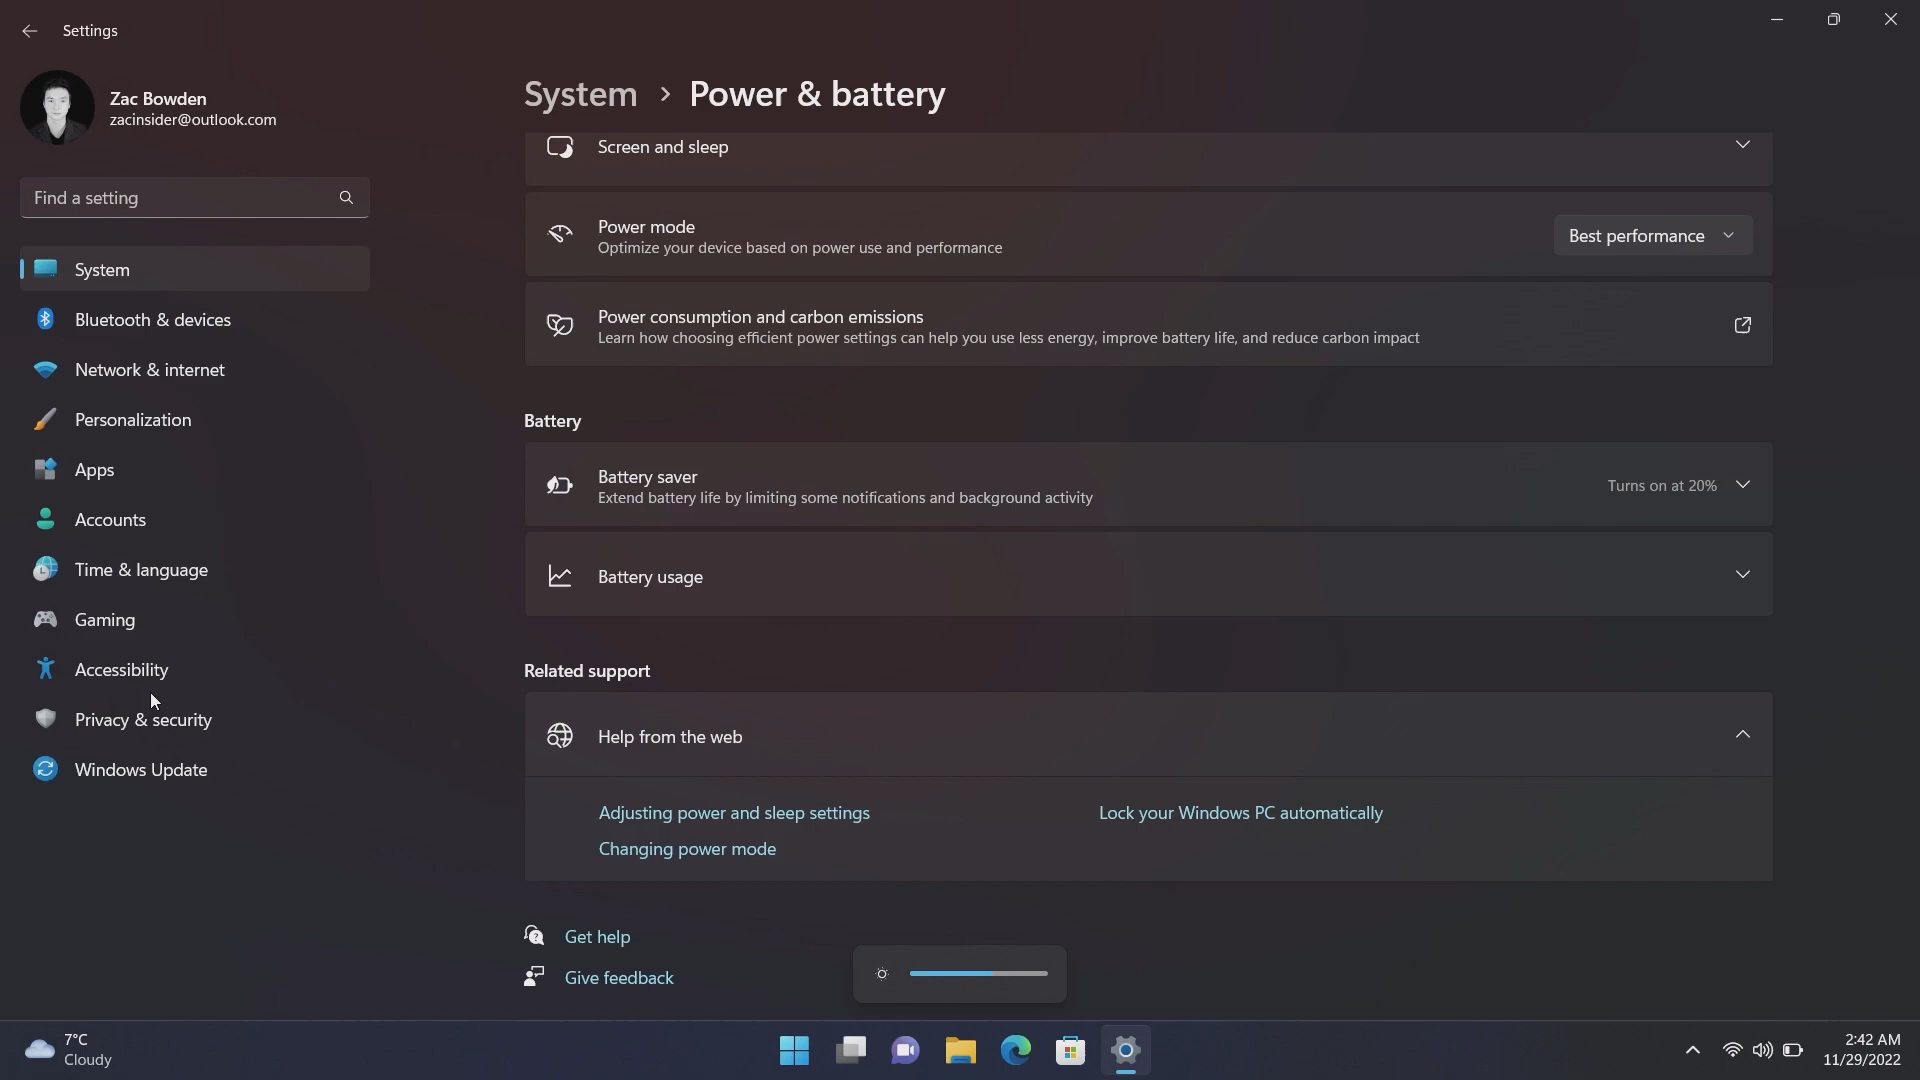 Settings
Zac Bowden
zacinsider@outlook.com
Find a setting
System
Bluetooth & devices
Network & internet
Personalization
Apps
Accounts
Time & language
Gaming
Accessibility
Privacy & security
Windows Update
System > Power & battery
Screen and sleep
Power mode
Optimize your device based on power use and performance
Best performance
Power consumption and carbon emissions
Learn how choosing efficient power settings can help you use less energy, improve battery life, and reduce carbon impact
Battery
Battery saver
Extend battery life by limiting some notifications and background activity
Turns on at 20%
Battery usage
Related support
Help from the web
Adjusting power and sleep settings
Lock your Windows PC automatically
Changing power mode
Get help
Give feedback
7°C
Cloudy
2:42 AM
11/29/2022